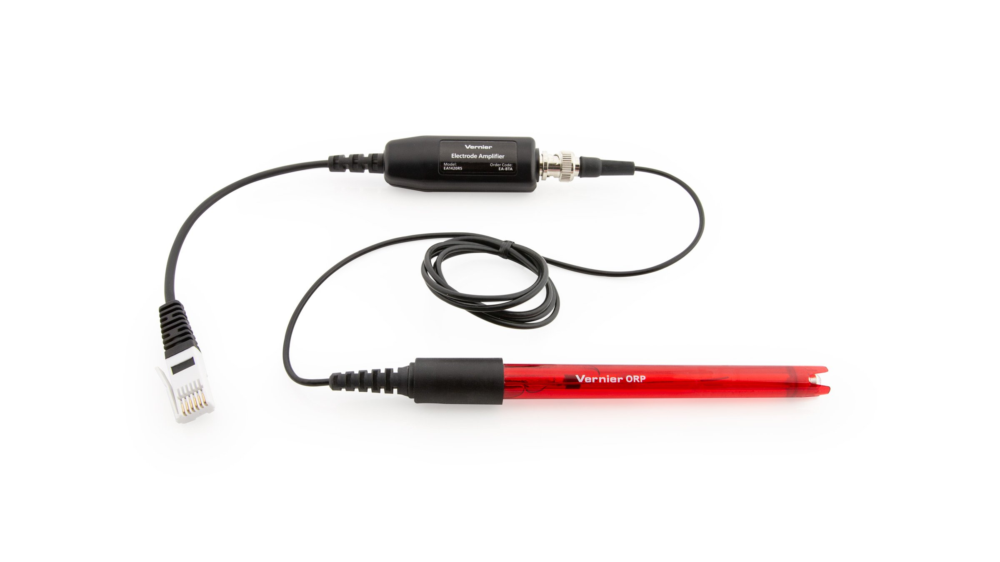 Vernier
Electrode Amplifier
Model: Order Code:
EA1420R5 EA-BTA
Vernier ORP